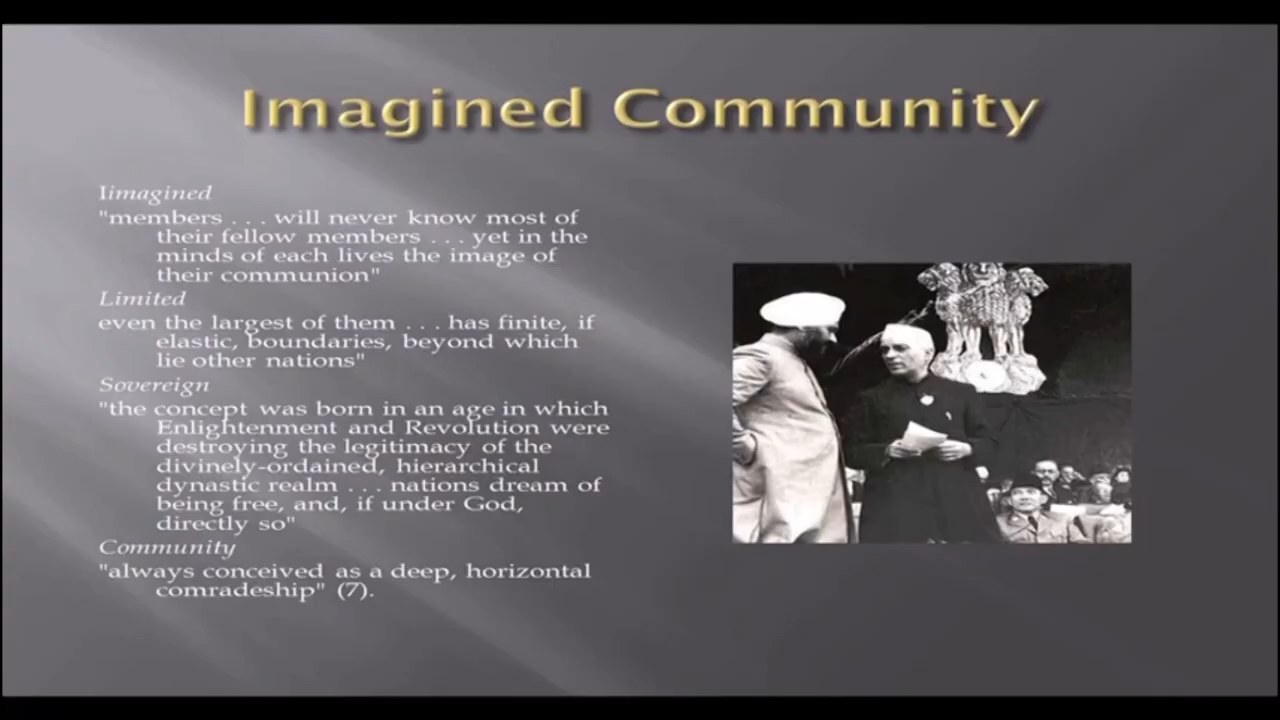 Imagined Community
Iimagined
"members . . . will never know most of
their fellow members . . . yet in the
minds of each lives the image of
their communion"
Limited
even the largest of them . . . has finite, if
elastic, boundaries, beyond which
lie other nations"
Sovereign
"the concept was born in an age in which
Enlightenment and Revolution were
destroying the legitimacy of the
divinely-ordained, hierarchical
dynastic realm . . . nations dream of
being free, and, if under God,
directly so"
Community
"always conceived as a deep, horizontal
comradeship" (7).